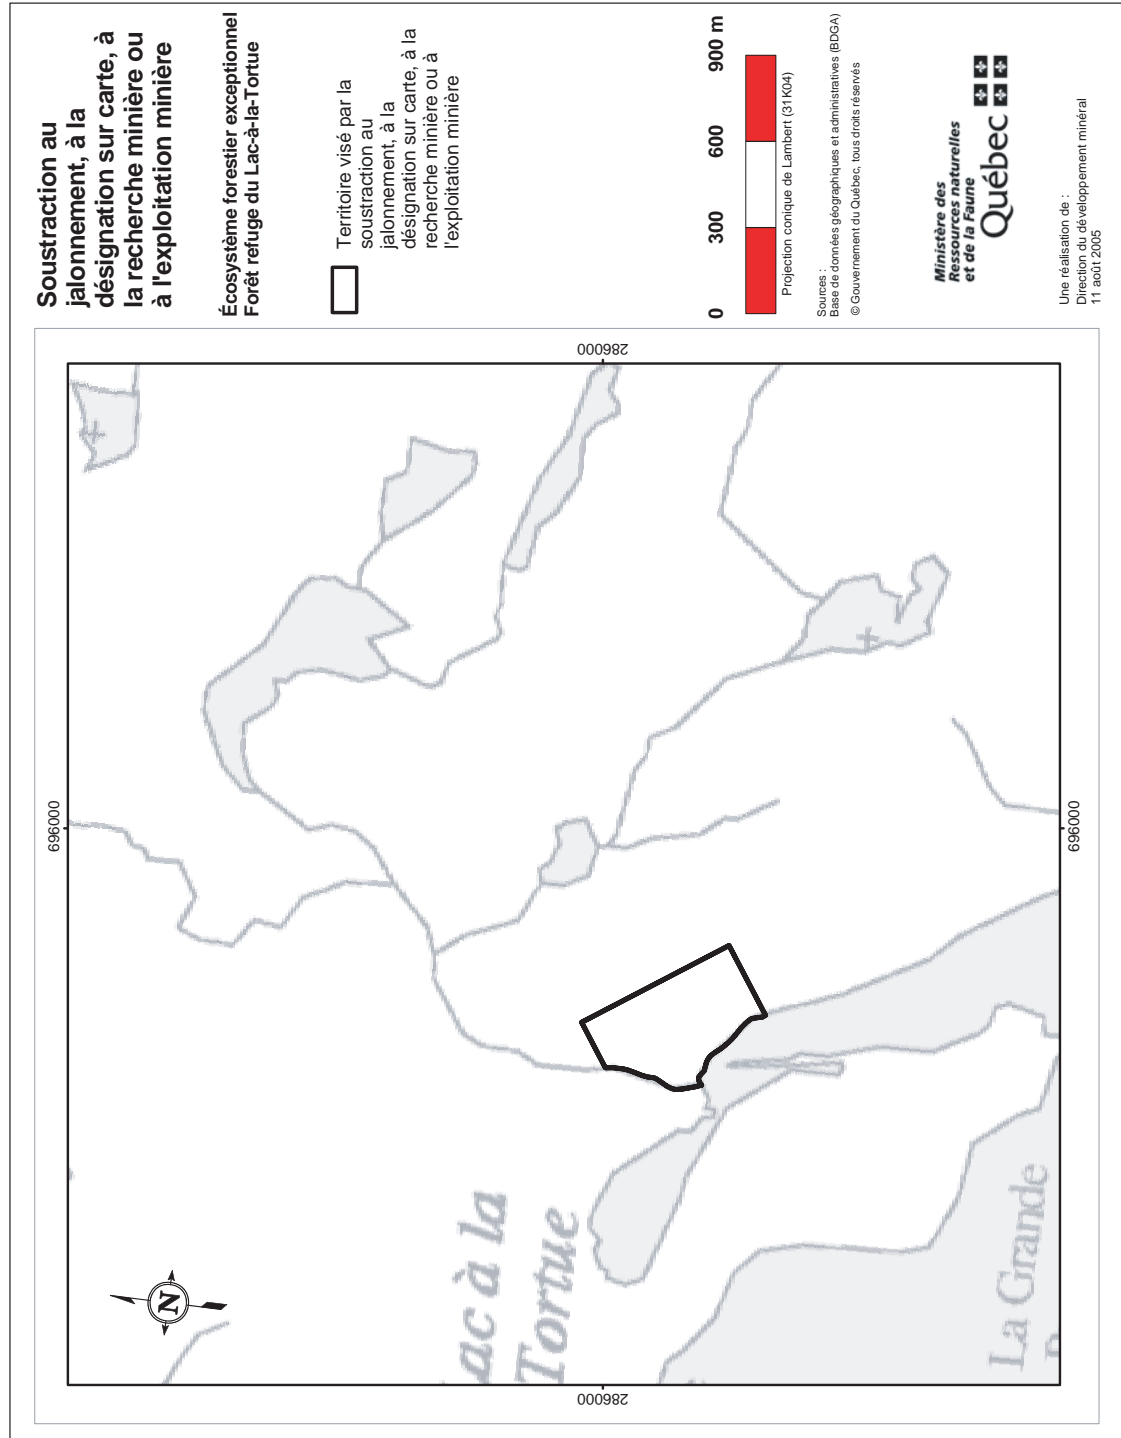 Soustraction au
jalonnement, à la
désignation sur carte, à
la recherche minière ou
à l'exploitation minière
Écosystème forestier exceptionnel
Forêt refuge du Lac-à-la-Tortue
Territoire visé par la
soustraction au
jalonnement, à la
désignation sur carte, à la
recherche minière ou à
l'exploitation minière
0 300 600 900 m
Projection conique de Lambert (31K04)
Sources :
Base de données géographiques et administratives (BDGA)
© Gouvernement du Québec, tous droits réservés
Ministère des
Ressources naturelles
et de la Faune
Québec
Une réalisation de :
Direction du développement minéral
11 août 2005
696000
286000
286000
696000
N
ac à la
Tortue
La Grande